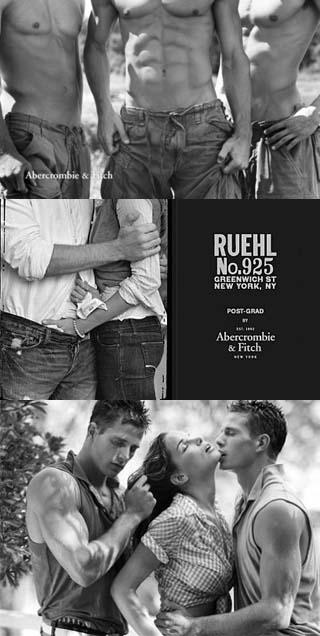 Abercrombie & Fitch
RUEHL
No.925
GREENWICH ST
NEW YORK, NY
POST-GRAD
BY
EST. 1892
Abercrombie
& Fitch
NEW YORK